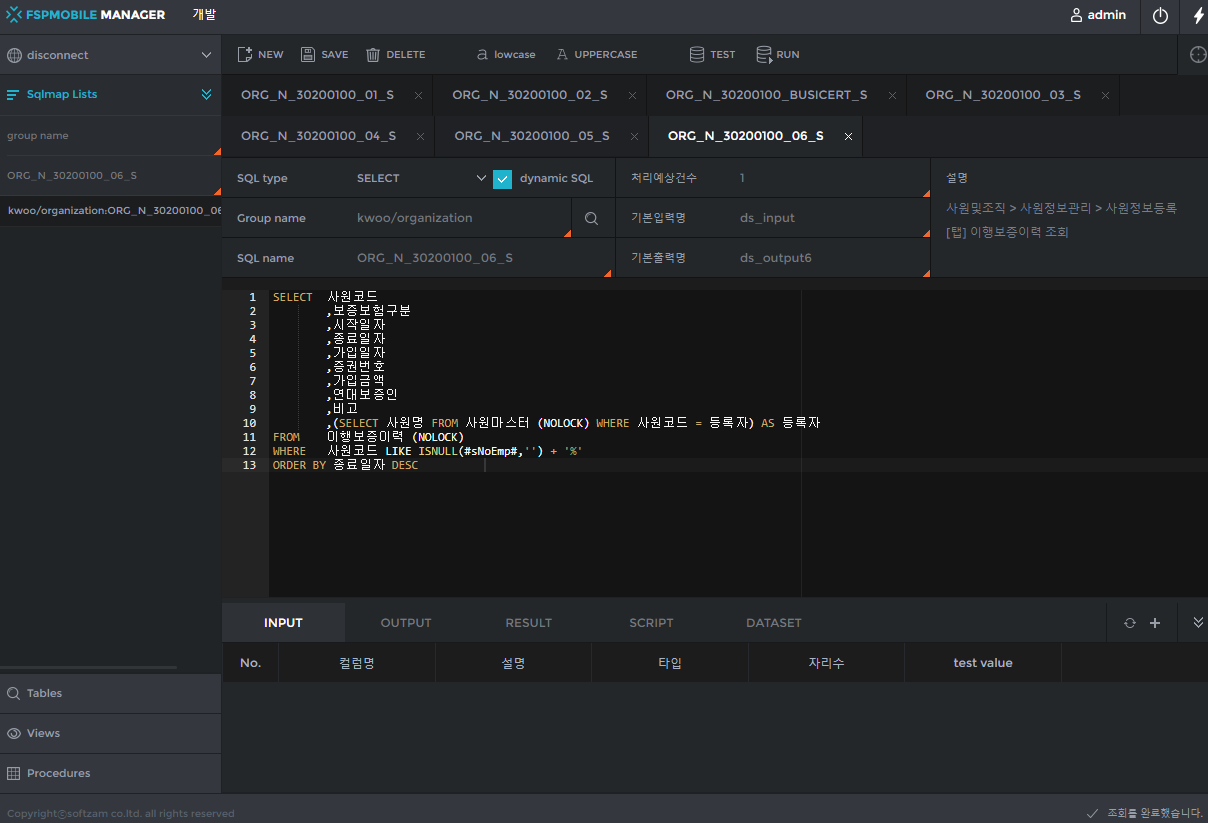 FSPMOBILE MANAGER 개발 admin
disconnect NEW SAVE DELETE lowcase UPPERCASE TEST RUN
Sqlmap Lists
group name
ORG_N_30200100_06_S
kwoo/organization:ORG_N_30200100_06
ORG_N_30200100_01_S ORG_N_30200100_02_S ORG_N_30200100_BUSICERT_S ORG_N_30200100_03_S
ORG_N_30200100_04_S ORG_N_30200100_05_S ORG_N_30200100_06_S
SQL type SELECT dynamic SQL 처리예상건수 1
Group name kwoo/organization 기본입력명 ds_input
SQL name ORG_N_30200100_06_S 기본출력명 ds_output6
설명
사원및조직 > 사원정보관리 > 사원정보등록
[탭] 이행보증이력 조회
1 SELECT 사원코드
2 ,보증보험구분
3 ,시작일자
4 ,종료일자
5 ,가입일자
6 ,증권번호
7 ,가입금액
8 ,연대보증인
9 ,비고
10 ,(SELECT 사원명 FROM 사원마스터 (NOLOCK) WHERE 사원코드 = 등록자) AS 등록자
11 FROM 이행보증이력 (NOLOCK)
12 WHERE 사원코드 LIKE ISNULL(#sNoEmp#,'') + '%'
13 ORDER BY 종료일자 DESC
INPUT OUTPUT RESULT SCRIPT DATASET
No. 컬럼명 설명 타입 자리수 test value
Tables
Views
Procedures
Copyright©softzam co.ltd. all rights reserved 조회를 완료했습니다.